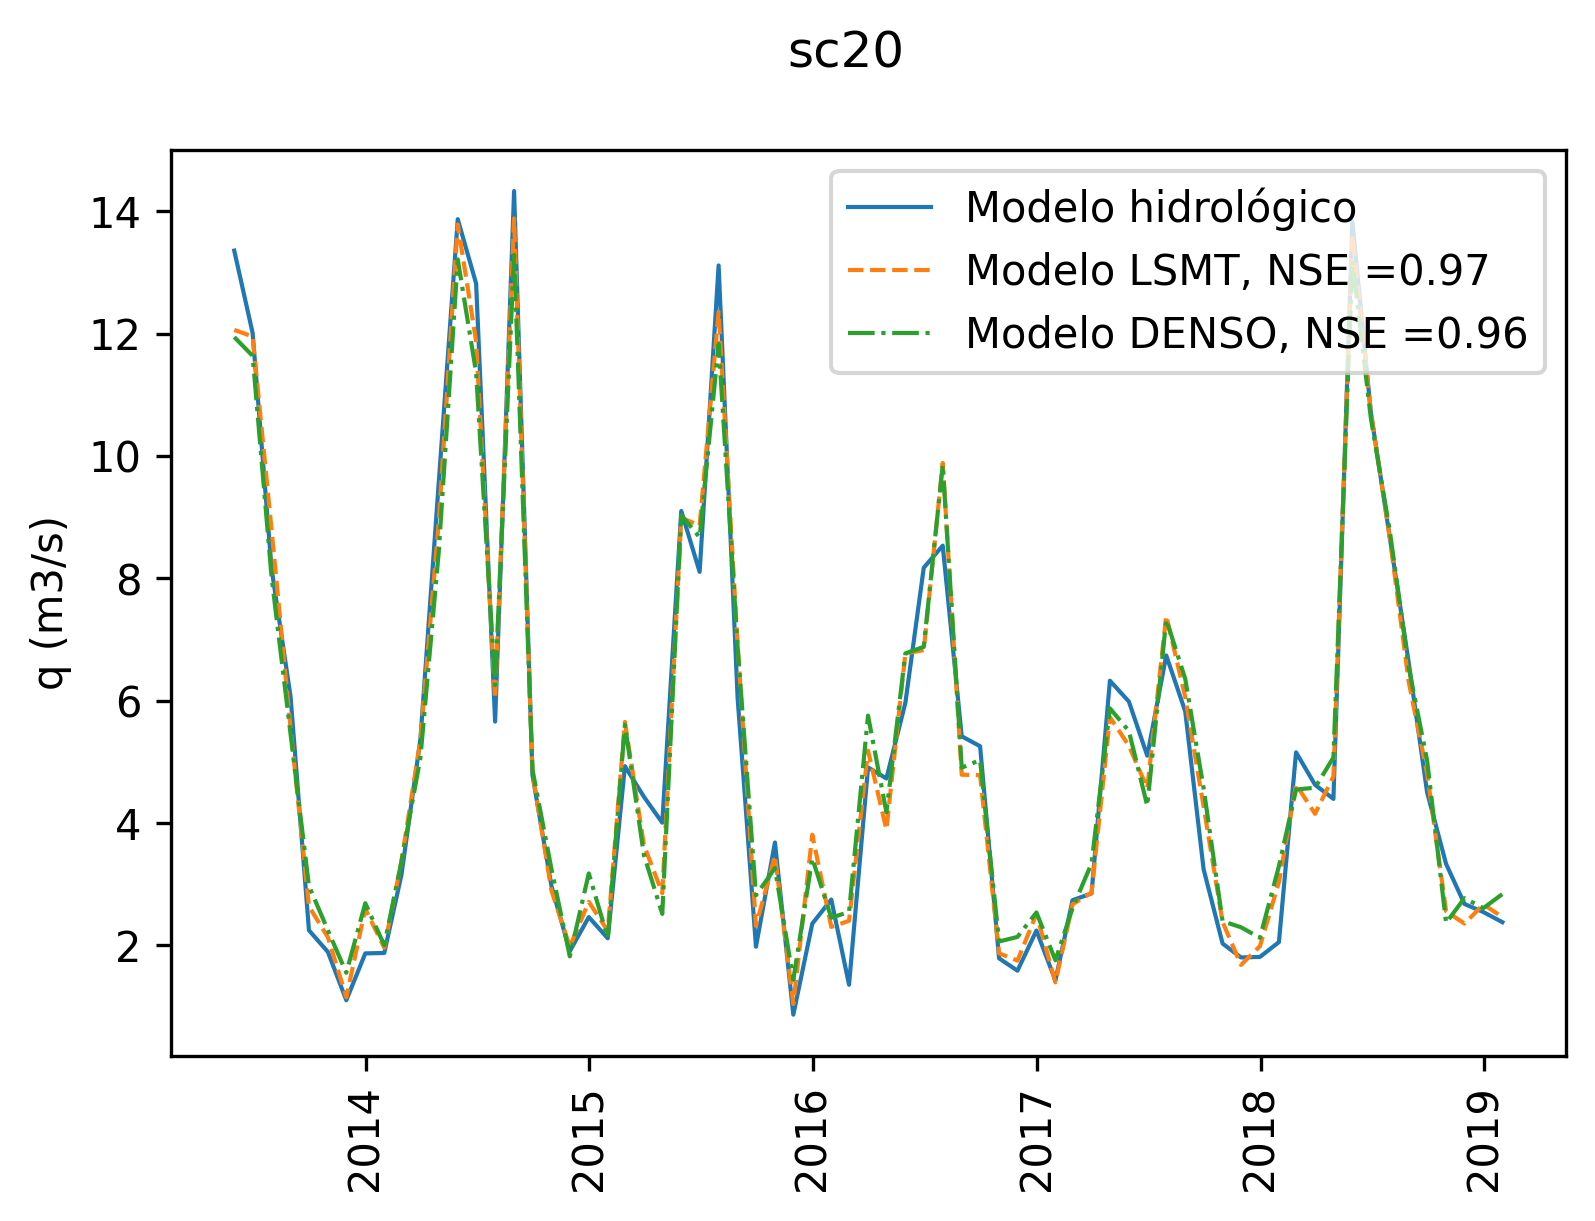 sc20
Modelo hidrológico
Modelo LSMT, NSE =0.97
Modelo DENSO, NSE =0.96
q (m3/s)
14
12
10
8
6
4
2
2014
2015
2016
2017
2018
2019